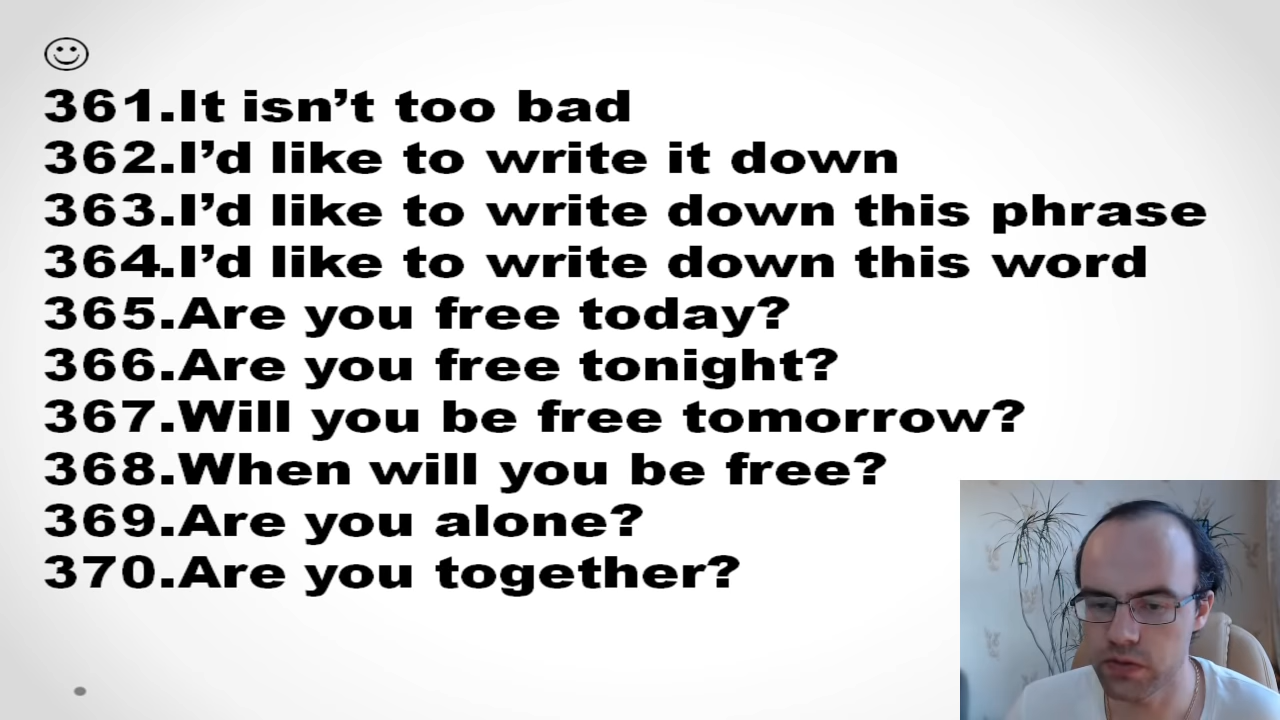 361.It isn’t too bad
362.I’d like to write it down
363.I’d like to write down this phrase
364.I’d like to write down this word
365.Are you free today?
366.Are you free tonight?
367.Will you be free tomorrow?
368.When will you be free?
369.Are you alone?
370.Are you together?